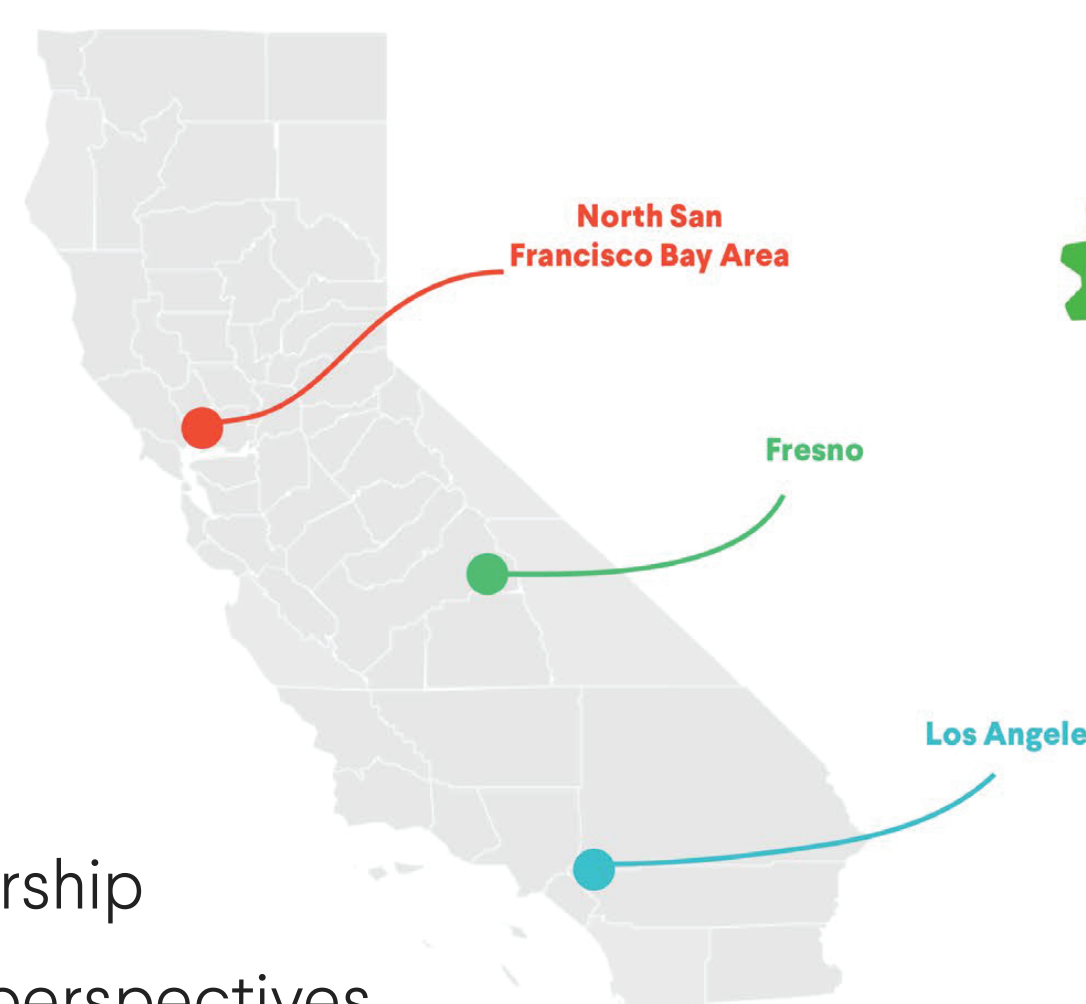 North San
Francisco Bay Area
Fresno
Los Angele
rship
perspectives